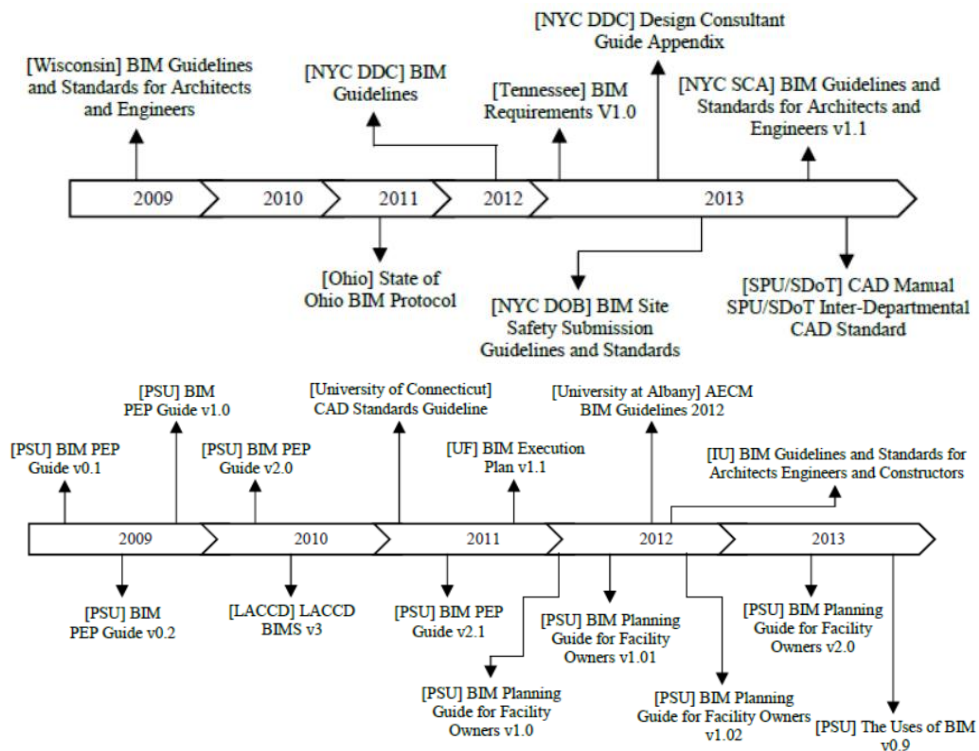 [Wisconsin] BIM Guidelines
and Standards for Architects
and Engineers
[NYC DDC] BIM
Guidelines
[Tennessee] BIM
Requirements V1.0
[NYC DDC] Design Consultant
Guide Appendix
[NYC SCA] BIM Guidelines and
Standards for Architects and
Engineers v1.1
2009
2010
2011
2012
2013
[Ohio] State of
Ohio BIM Protocol
[NYC DOB] BIM Site
Safety Submission
Guidelines and Standards
[SPU/SDoT] CAD Manual
SPU/SDoT Inter-Departmental
CAD Standard
[PSU] BIM PEP
Guide v0.1
[PSU] BIM
PEP Guide v1.0
[PSU] BIM PEP
Guide v2.0
[University of Connecticut]
CAD Standards Guideline
[UF] BIM Execution
Plan v1.1
[University at Albany] AECM
BIM Guidelines 2012
[IU] BIM Guidelines and Standards for
Architects Engineers and Constructors
2009
2010
2011
2012
2013
[PSU] BIM
PEP Guide v0.2
[LACCD] LACCD
BIMS v3
[PSU] BIM PEP
Guide v2.1
[PSU] BIM Planning
Guide for Facility
Owners v1.0
[PSU] BIM Planning
Guide for Facility
Owners v1.01
[PSU] BIM Planning
Guide for Facility Owners
v1.02
[PSU] BIM Planning
Guide for Facility
Owners v2.0
[PSU] The Uses of BIM
v0.9